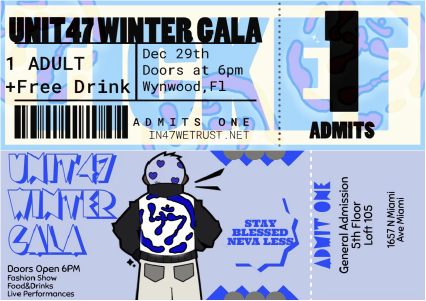 UNIT47 WINTER GALA
1 ADULT
+Free Drink
Dec 29th
Doors at 6pm
Wynwood,Fl
ADMITS ONE
IN47WETRUST.NET
1
ADMITS
UNIT47
WINTER
GALA
Doors Open 6PM
Fashion Show
Food&Drinks
Live Performances
47
STAY
BLESSED
NEVA LESS
ADMIT ONE
General Admission
5th Floor
Loft 105
1657 N Miami
Ave Miami